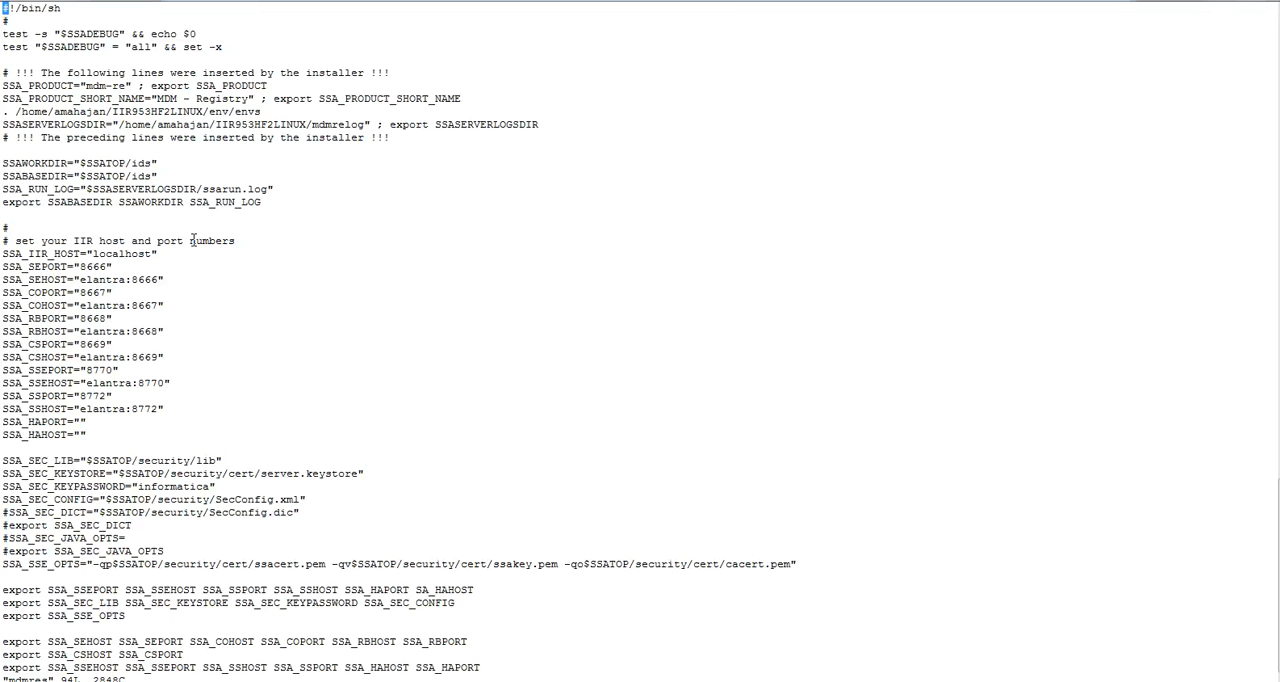 #!/bin/sh
#
test -s "$SSADEBUG" && echo $0
test "$SSADEBUG" = "all" && set -x
# !!! The following lines were inserted by the installer !!!
SSA_PRODUCT="mdm-re" ; export SSA_PRODUCT
SSA_PRODUCT_SHORT_NAME="MDM - Registry" ; export SSA_PRODUCT_SHORT_NAME
. /home/amahajan/IIR953HF2LINUX/env/envs
SSASERVERLOGSDIR="/home/amahajan/IIR953HF2LINUX/mdmrelog" ; export SSASERVERLOGSDIR
# !!! The preceding lines were inserted by the installer !!!
SSAWORKDIR="$SSATOP/ids"
SSABASEDIR="$SSATOP/ids"
SSA_RUN_LOG="$SSASERVERLOGSDIR/ssarun.log"
export SSABASEDIR SSAWORKDIR SSA_RUN_LOG
#
# set your IIR host and port numbers
SSA_IIR_HOST="localhost"
SSA_SEPORT="8666"
SSA_SEHOST="elantra:8666"
SSA_COPORT="8667"
SSA_COHOST="elantra:8667"
SSA_RBPORT="8668"
SSA_RBHOST="elantra:8668"
SSA_CSPORT="8669"
SSA_CSHOST="elantra:8669"
SSA_SSEPORT="8770"
SSA_SSEHOST="elantra:8770"
SSA_SSPORT="8772"
SSA_SSHOST="elantra:8772"
SSA_HAPORT=""
SSA_HAHOST=""
SSA_SEC_LIB="$SSATOP/security/lib"
SSA_SEC_KEYSTORE="$SSATOP/security/cert/server.keystore"
SSA_SEC_KEYPASSWORD="informatica"
SSA_SEC_CONFIG="$SSATOP/security/SecConfig.xml"
#SSA_SEC_DICT="$SSATOP/security/SecConfig.dic"
#export SSA_SEC_DICT
#SSA_SEC_JAVA_OPTS=
#export SSA_SEC_JAVA_OPTS
SSA_SSE_OPTS="-qp$SSATOP/security/cert/ssacert.pem -qv$SSATOP/security/cert/ssakey.pem -qo$SSATOP/security/cert/cacert.pem"
export SSA_SSEPORT SSA_SSEHOST SSA_SSPORT SSA_SSHOST SSA_HAPORT SA_HAHOST
export SSA_SEC_LIB SSA_SEC_KEYSTORE SSA_SEC_KEYPASSWORD SSA_SEC_CONFIG
export SSA_SSE_OPTS
export SSA_SEHOST SSA_SEPORT SSA_COHOST SSA_COPORT SSA_RBHOST SSA_RBPORT
export SSA_CSHOST SSA_CSPORT
export SSA_SSEHOST SSA_SSEPORT SSA_SSHOST SSA_SSPORT SSA_HAHOST SSA_HAPORT
"mdmres" 94L, 2848C